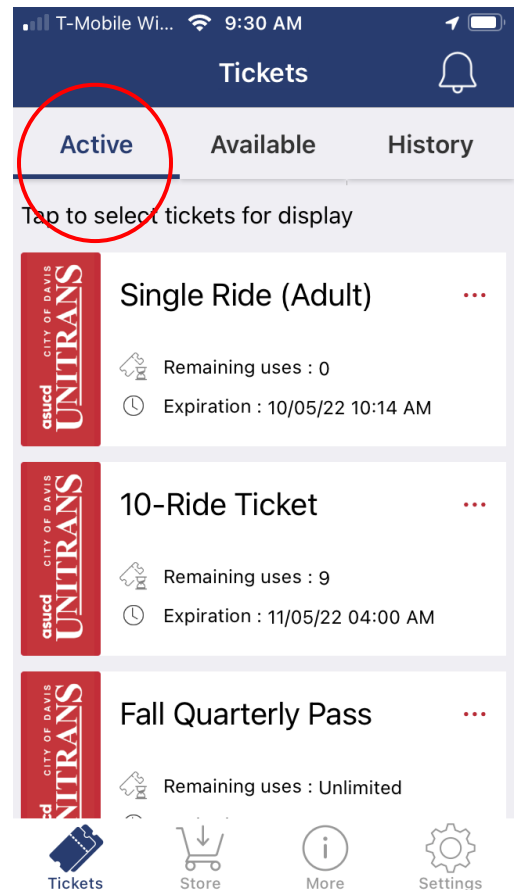 T-Mobile Wi... 9:30 AM
Tickets
Active Available History
Tap to select tickets for display
CITY OF DAVIS
asucd UNITRANS
Single Ride (Adult)
Remaining uses : 0
Expiration : 10/05/22 10:14 AM
CITY OF DAVIS
asucd UNITRANS
10-Ride Ticket
Remaining uses : 9
Expiration : 11/05/22 04:00 AM
CITY OF DAVIS
UNITRANS
Fall Quarterly Pass
Remaining uses : Unlimited
Tickets Store More Settings